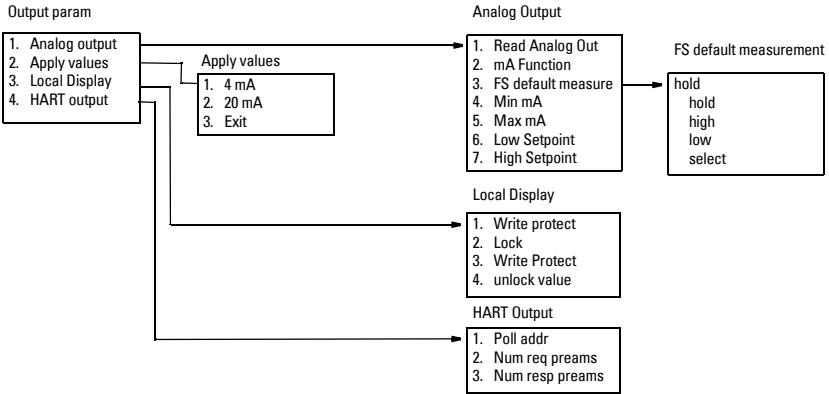 Output param
1. Analog output
2. Apply values
3. Local Display
4. HART output
Apply values
1. 4 mA
2. 20 mA
3. Exit
Analog Output
1. Read Analog Out
2. mA Function
3. FS default measure
4. Min mA
5. Max mA
6. Low Setpoint
7. High Setpoint
FS default measurement
hold
hold
high
low
select
Local Display
1. Write protect
2. Lock
3. Write Protect
4. unlock value
HART Output
1. Poll addr
2. Num req preams
3. Num resp preams